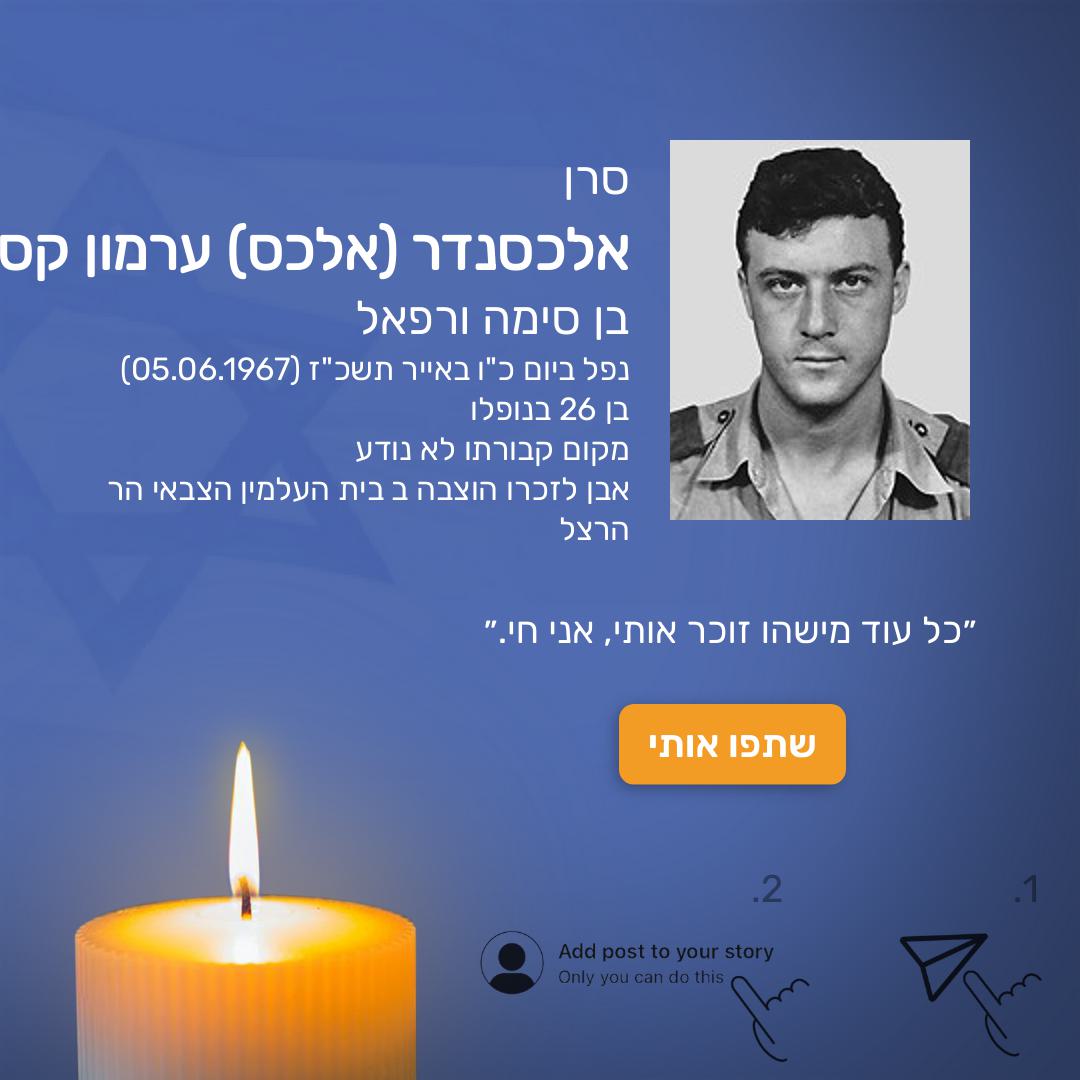 סרן
אלכסנדר (אלכס) ערמון
בן סימה ורפאל
נפל ביום כ"ו באייר תשכ"ז (05.06.1967)
בן 26 בנופלו
מקום קבורתו לא נודע
אבן לזכרו הוצבה ב בית העלמין הצבאי הר
הרצל
״כל עוד מישהו זוכר אותי, אני חי.״
שתפו אותי
1.
2.
Add post to your story
Only you can do this